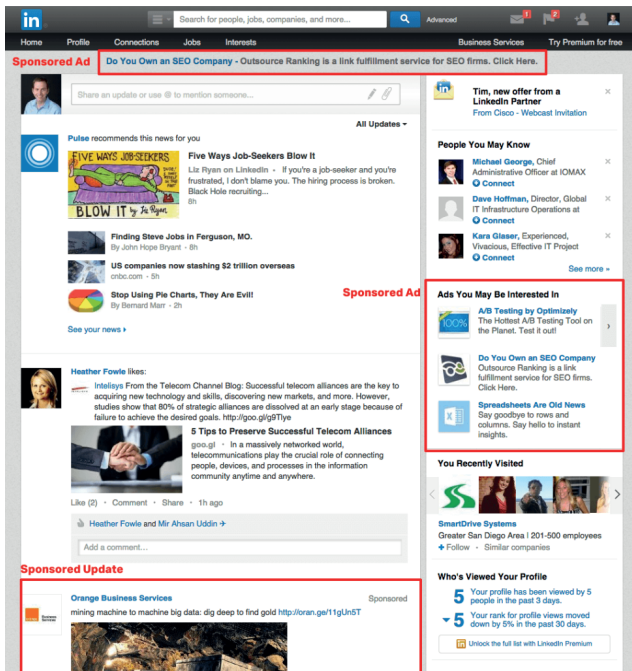 in
Search for people, jobs, companies, and more...
Advanced
Home Profile Connections Jobs Interests
Business Services Try Premium for free
Sponsored Ad
Do You Own an SEO Company - Outsource Ranking is a link fulfillment service for SEO firms. Click Here.
Share an update or use @ to mention someone...
All Updates
Pulse recommends this news for you
FIVE WAYS JOB-SEEKERS
BLOW IT by Liz Ryan
Five Ways Job-Seekers Blow It
Liz Ryan on LinkedIn • If you're a job-seeker and you're
frustrated, I don't blame you. The hiring process is broken.
Black Hole recruiting...
8h
Finding Steve Jobs in Ferguson, MO.
By John Hope Bryant - 8h
US companies now stashing $2 trillion overseas
cnbc.com - 5h
Stop Using Pie Charts, They Are Evil!
By Bernard Marr - 2h
See your news
Heather Fowle likes:
Intelisys From the Telecom Channel Blog: Successful telecom alliances are the key to
acquiring new technology and skills, discovering new markets, and more. However,
studies show that 80% of strategic alliances are dissolved at an early stage because of
failure to achieve the desired goals. http://goo.gl/g9Tlye
5 Tips to Preserve Successful Telecom Alliances
goo.gl • In a massively networked world,
telecommunications play the crucial role of connecting
people, devices, and processes in the information
community anytime and anywhere.
Like (2) • Comment • Share • 1h ago
Heather Fowle and Mir Ahsan Uddin
Add a comment...
Sponsored Update
Orange Business Services
Sponsored
mining machine to machine big data: dig deep to find gold http://oran.ge/11gUn5T
in
Tim, new offer from a
LinkedIn Partner
From Cisco - Webcast Invitation
People You May Know
Michael George, Chief
Administrative Officer at IOMAX
Connect
Dave Hoffman, Director, Global
IT Infrastructure Operations at
Connect
Kara Glaser, Experienced,
Vivacious, Effective IT Project
Connect
See more »
Sponsored Ad
Ads You May Be Interested In
100%
A/B Testing by Optimizely
The Hottest A/B Testing Tool on
the Planet. Test it out!
Do You Own an SEO Company
Outsource Ranking is a link
fulfillment service for SEO firms.
Click Here.
Spreadsheets Are Old News
Say goodbye to rows and
columns. Say hello to instant
insights.
You Recently Visited
SmartDrive Systems
Greater San Diego Area | 201-500 employees
+ Follow • Similar companies
Who's Viewed Your Profile
5 Your profile has been viewed by 5
people in the past 3 days.
5 Your rank for profile views moved
down by 5% in the past 30 days.
Unlock the full list with LinkedIn Premium